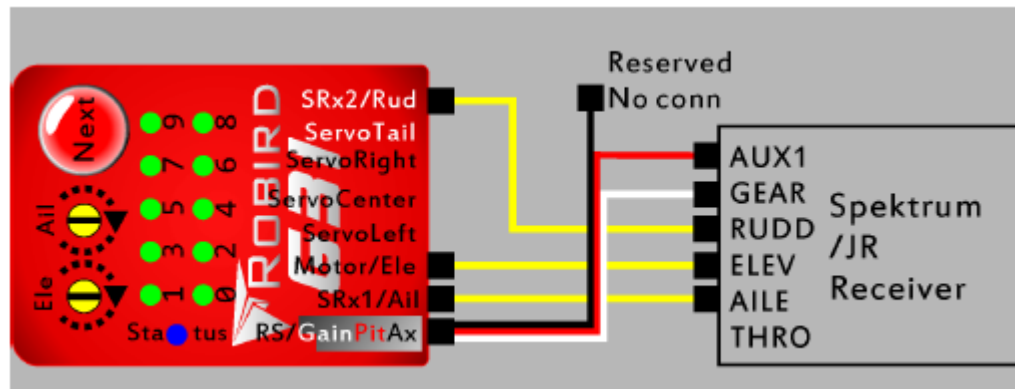 Next
Ail
Ele
9 8
7 6
5 4
3 2
1 0
Sta tus
ROBIRD
G31
SRx2/Rud
ServoTail
ServoRight
ServoCenter
ServoLeft
Motor/Ele
SRx1/Ail
RS/GainPitAx
Reserved
No conn
AUX1
GEAR
RUDD
ELEV
AILE
THRO
Spektrum
/JR
Receiver